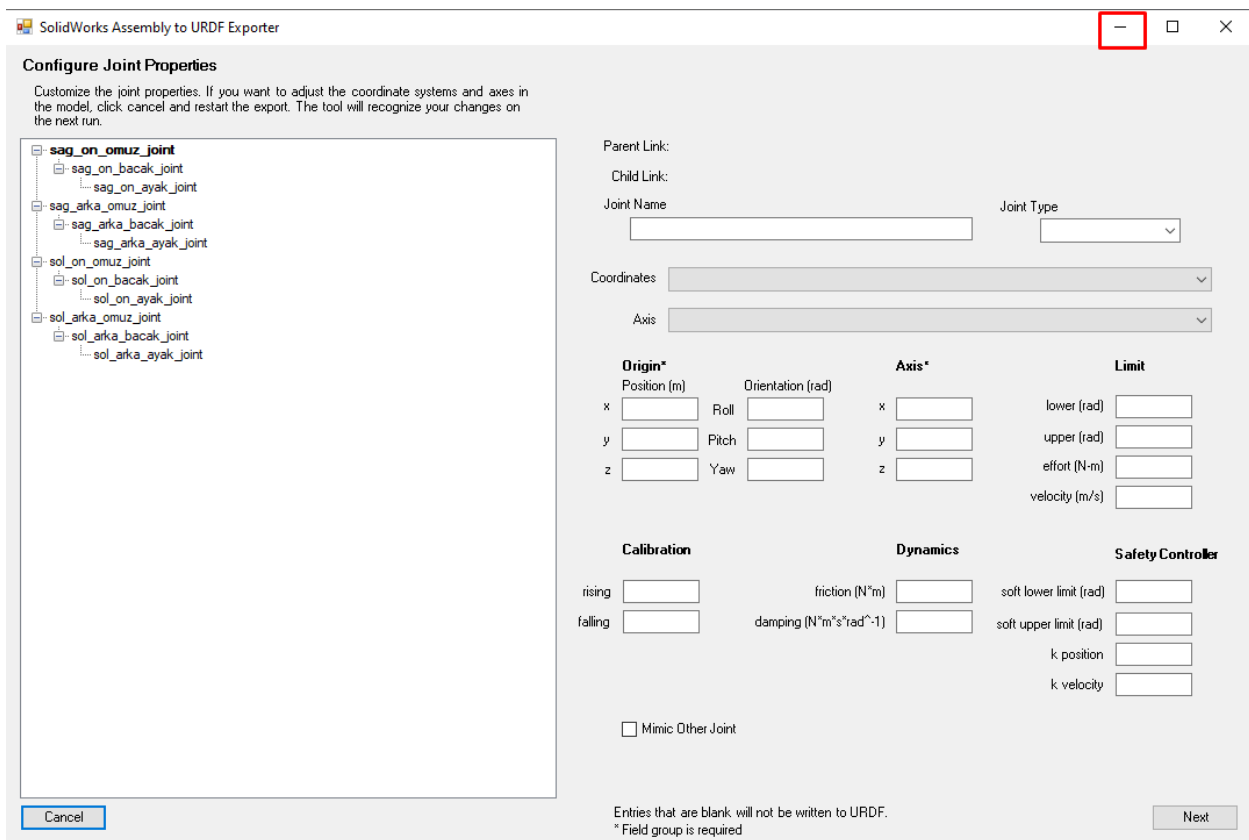 SolidWorks Assembly to URDF Exporter
Configure Joint Properties
Customize the joint properties. If you want to adjust the coordinate systems and axes in
the model, click cancel and restart the export. The tool will recognize your changes on
the next run.
sag_on_omuz_joint
sag_on_bacak_joint
sag_on_ayak_joint
sag_arka_omuz_joint
sag_arka_bacak_joint
sag_arka_ayak_joint
sol_on_omuz_joint
sol_on_bacak_joint
sol_on_ayak_joint
sol_arka_omuz_joint
sol_arka_bacak_joint
sol_arka_ayak_joint
Parent Link:
Child Link:
Joint Name
Joint Type
Coordinates
Axis
Origin* Axis* Limit
Position (m) Orientation (rad)
x Roll x lower (rad)
y Pitch y upper (rad)
z Yaw z effort (N-m)
velocity (m/s)
Calibration Dynamics Safety Controller
rising friction (N*m) soft lower limit (rad)
falling damping (N*m*s*rad^-1) soft upper limit (rad)
k position
k velocity
Mimic Other Joint
Cancel
Entries that are blank will not be written to URDF.
* Field group is required
Next